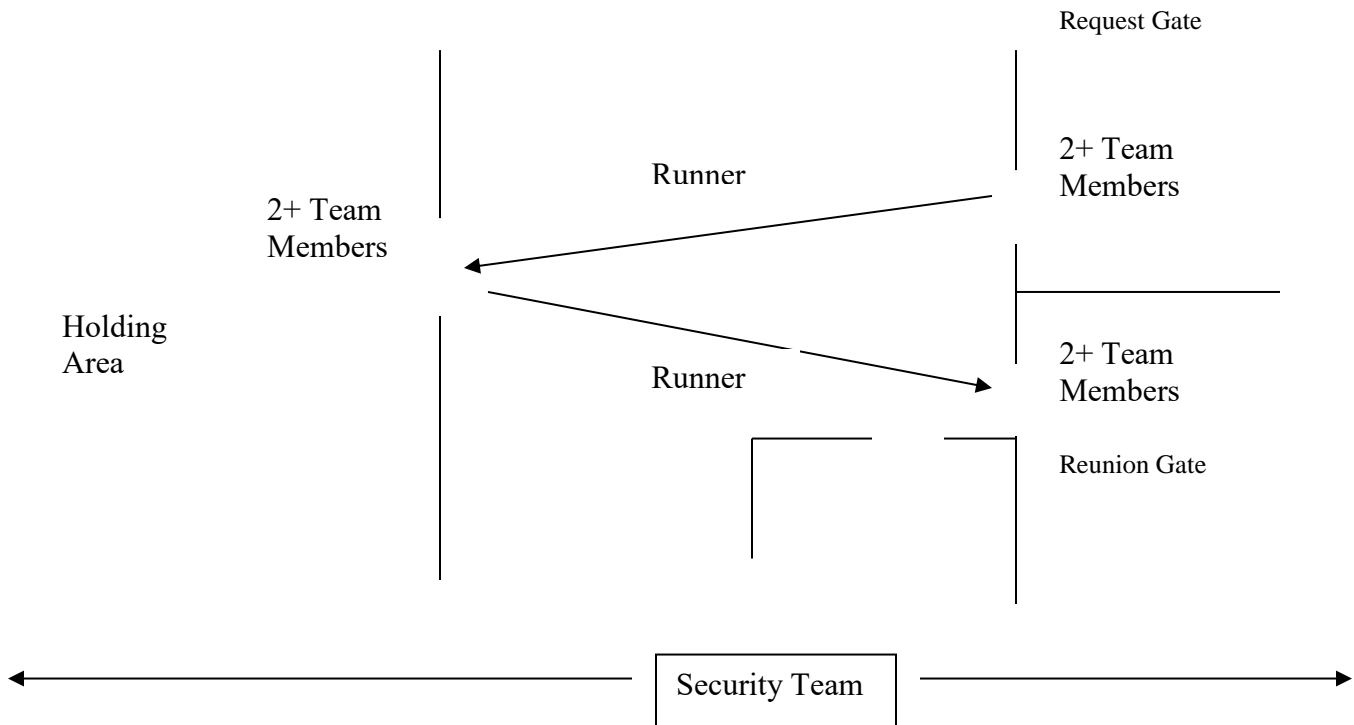 Request Gate
2+ Team
Members
Runner
2+ Team
Members
Holding
Area
2+ Team
Members
Runner
Reunion Gate
Security Team